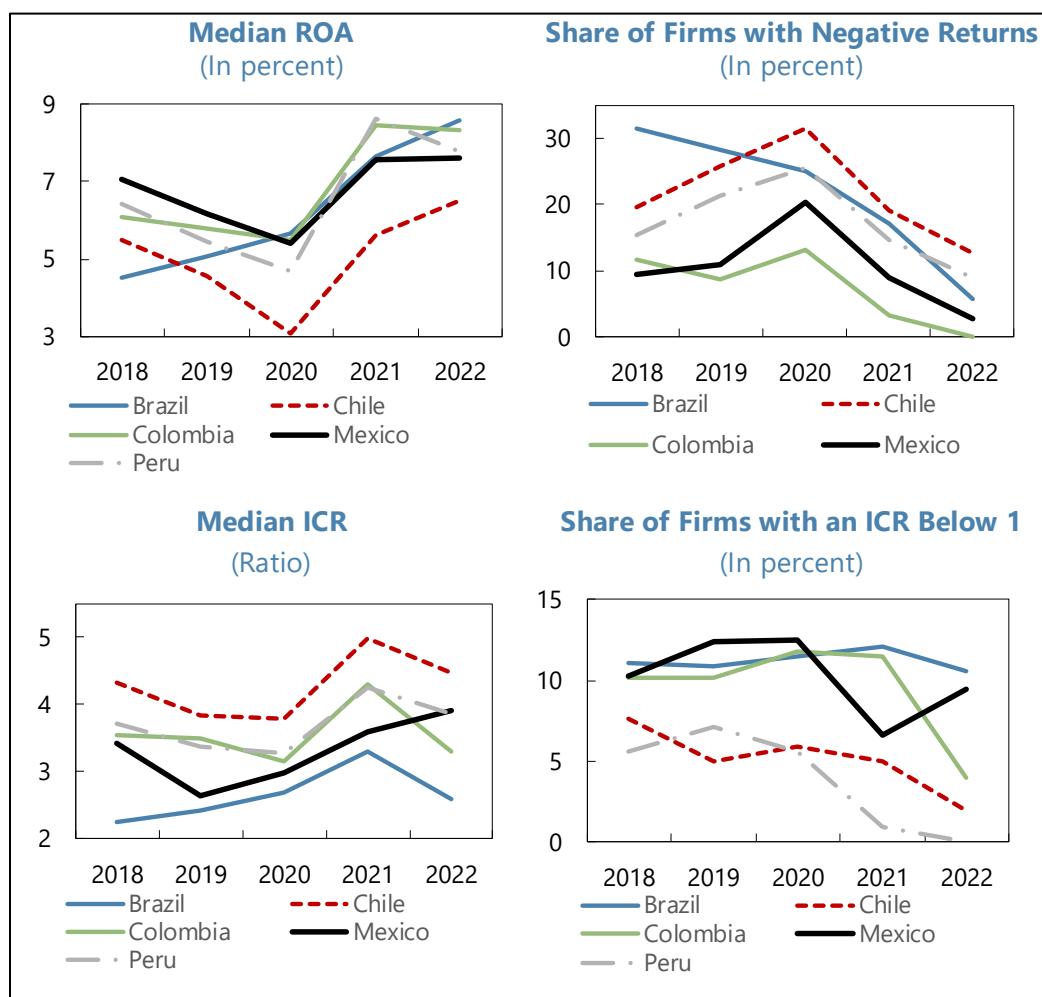 Median ROA
(In percent)
9
7
5
3
2018 2019 2020 2021 2022
Brazil Chile
Colombia Mexico
Peru
Share of Firms with Negative Returns
(In percent)
30
20
10
0
2018 2019 2020 2021 2022
Brazil Chile
Colombia Mexico
Median ICR
(Ratio)
5
4
3
2
2018 2019 2020 2021 2022
Brazil Chile
Colombia Mexico
Peru
Share of Firms with an ICR Below 1
(In percent)
15
10
5
0
2018 2019 2020 2021 2022
Brazil Chile
Colombia Mexico
Peru